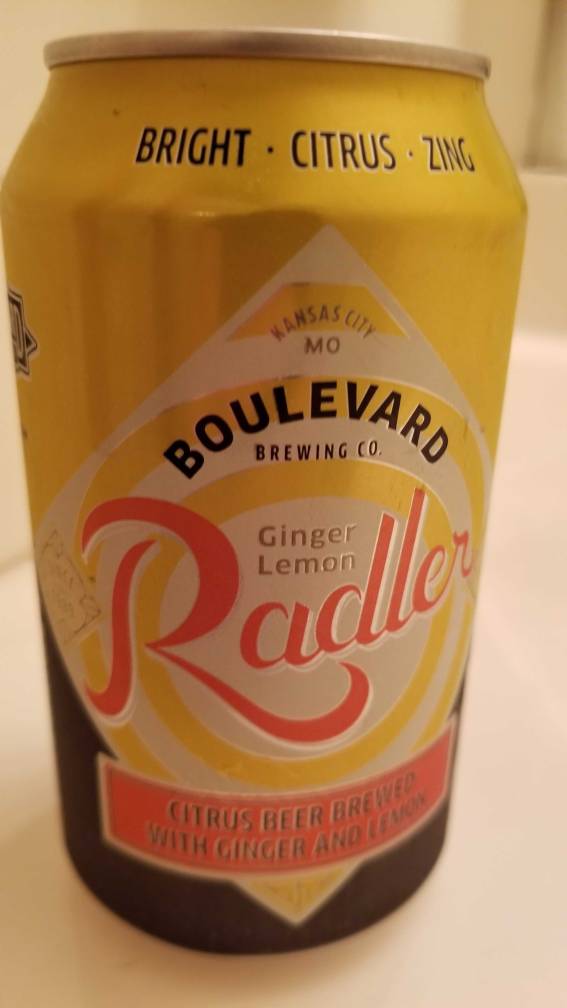 BRIGHT · CITRUS · ZING
KANSAS CITY
MO
BOULEVARD
BREWING CO.
Ginger
Lemon
Radler
CITRUS BEER BREWED
WITH GINGER AND LEMON